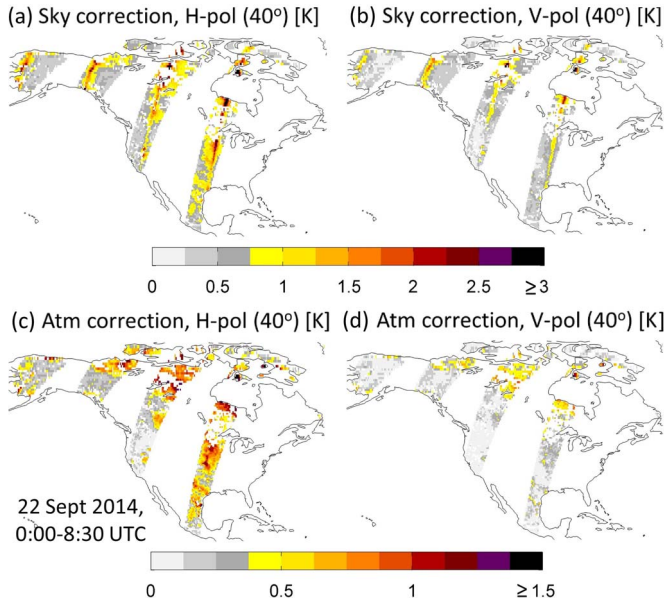 (a) Sky correction, H-pol (40°) [K]
(b) Sky correction, V-pol (40°) [K]
0 0.5 1 1.5 2 2.5 ≥3
(c) Atm correction, H-pol (40°) [K]
(d) Atm correction, V-pol (40°) [K]
22 Sept 2014,
0:00-8:30 UTC
0 0.5 1 ≥1.5